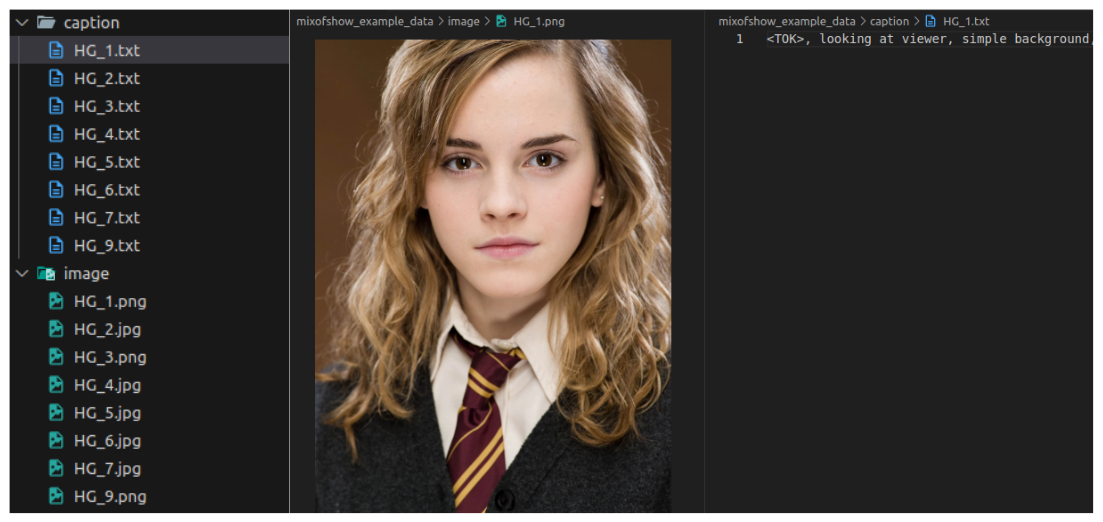 caption
HG_1.txt
HG_2.txt
HG_3.txt
HG_4.txt
HG_5.txt
HG_6.txt
HG_7.txt
HG_9.txt
image
HG_1.png
HG_2.jpg
HG_3.png
HG_4.jpg
HG_5.jpg
HG_6.jpg
HG_7.jpg
HG_9.png
mixofshow_example_data > image > HG_1.png
mixofshow_example_data > caption > HG_1.txt
1 <TOK>, looking at viewer, simple background,